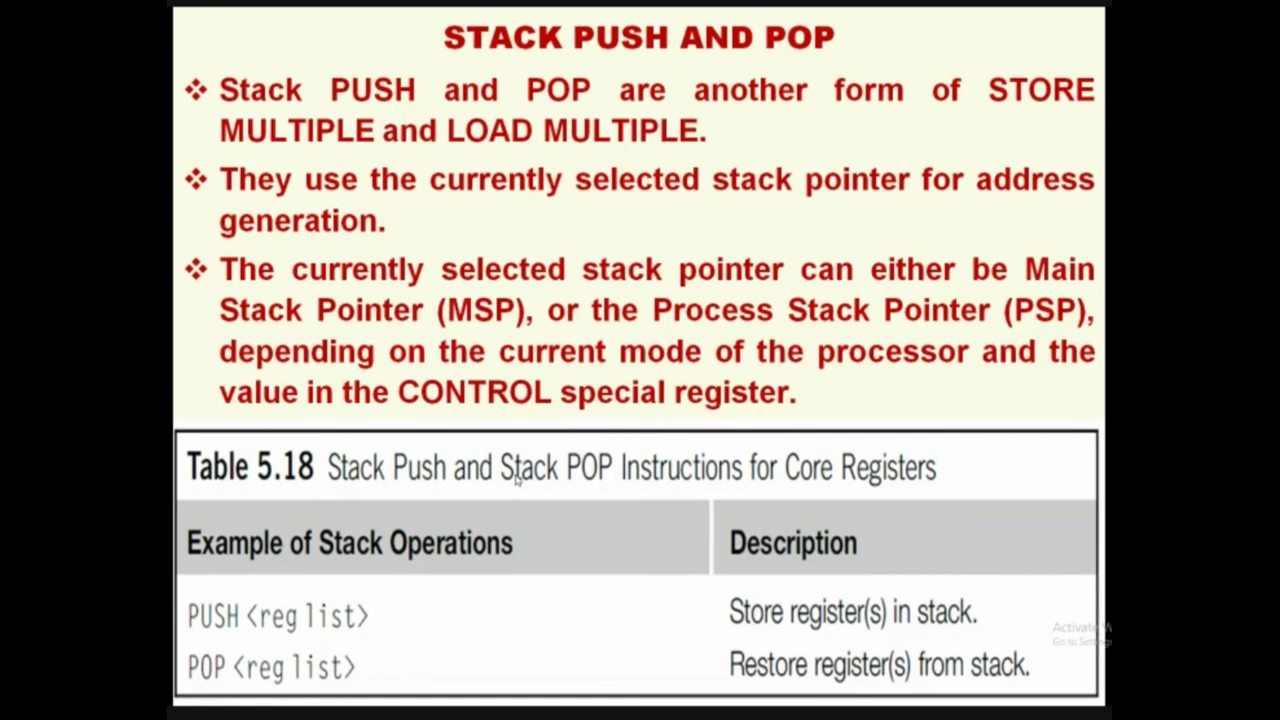 STACK PUSH AND POP
❖ Stack PUSH and POP are another form of STORE
MULTIPLE and LOAD MULTIPLE.
❖ They use the currently selected stack pointer for address
generation.
❖ The currently selected stack pointer can either be Main
Stack Pointer (MSP), or the Process Stack Pointer (PSP),
depending on the current mode of the processor and the
value in the CONTROL special register.
Table 5.18 Stack Push and Stack POP Instructions for Core Registers
Example of Stack Operations Description
PUSH <reg list> Store register(s) in stack.
POP <reg list> Restore register(s) from stack.
Activate W
Go to Settings